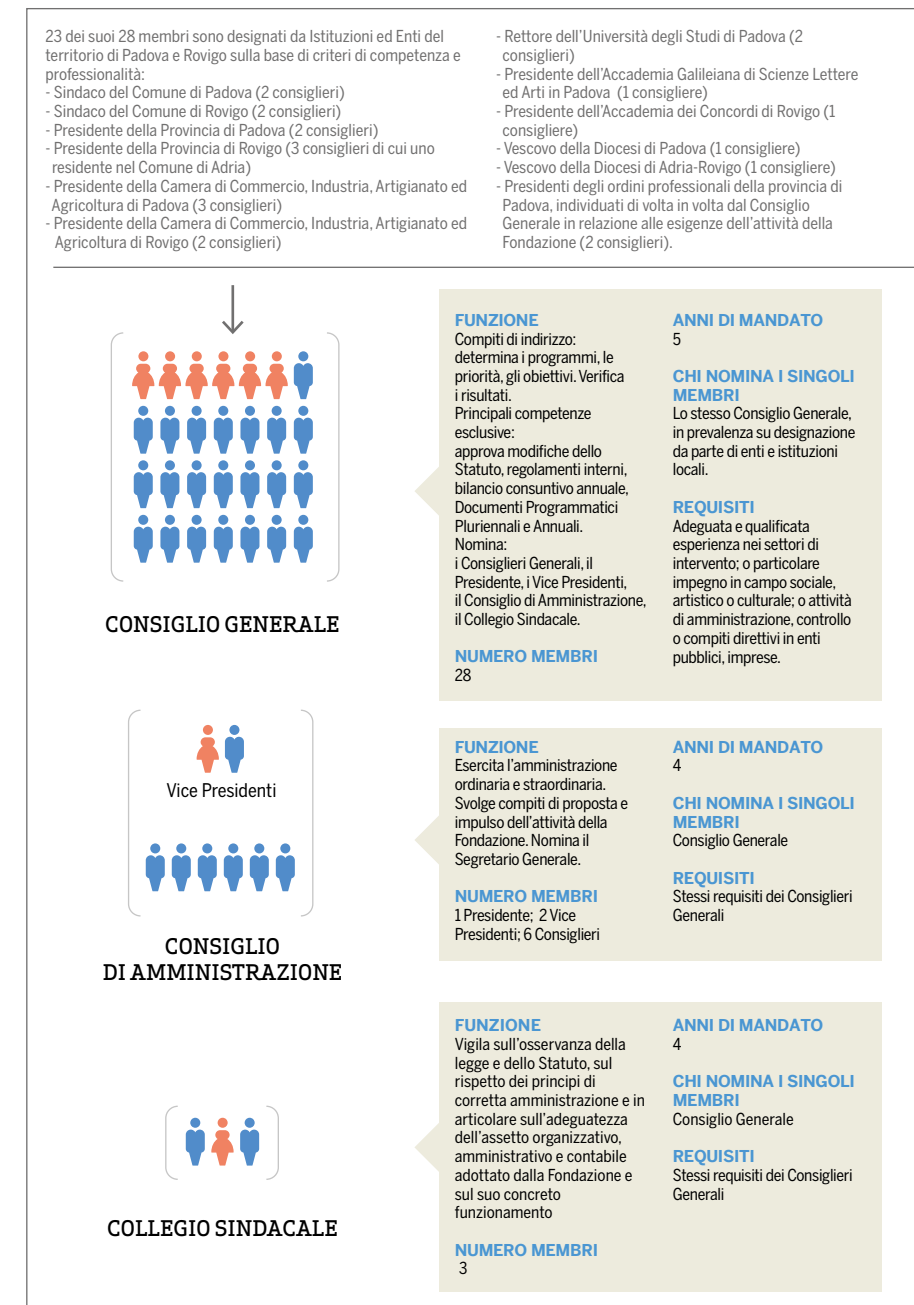 23 dei suoi 28 membri sono designati da Istituzioni ed Enti del
territorio di Padova e Rovigo sulla base di criteri di competenza e
professionalità:
- Sindaco del Comune di Padova (2 consiglieri)
- Sindaco del Comune di Rovigo (2 consiglieri)
- Presidente della Provincia di Padova (2 consiglieri)
- Presidente della Provincia di Rovigo (3 consiglieri di cui uno
residente nel Comune di Adria)
- Presidente della Camera di Commercio, Industria, Artigianato ed
Agricoltura di Padova (3 consiglieri)
- Presidente della Camera di Commercio, Industria, Artigianato ed
Agricoltura di Rovigo (2 consiglieri)
- Rettore dell'Università degli Studi di Padova (2
consiglieri)
- Presidente dell'Accademia Galileiana di Scienze Lettere
ed Arti in Padova (1 consigliere)
- Presidente dell'Accademia dei Concordi di Rovigo (1
consigliere)
- Vescovo della Diocesi di Padova (1 consigliere)
- Vescovo della Diocesi di Adria-Rovigo (1 consigliere)
- Presidenti degli ordini professionali della provincia di
Padova, individuati di volta in volta dal Consiglio
Generale in relazione alle esigenze dell'attività della
Fondazione (2 consiglieri).
CONSIGLIO GENERALE
FUNZIONE
Compiti di indirizzo:
determina i programmi, le
priorità, gli obiettivi. Verifica
i risultati.
Principali competenze
esclusive:
approva modifiche dello
Statuto, regolamenti interni,
bilancio consuntivo annuale,
Documenti Programmatici
Pluriennali e Annuali.
Nomina:
i Consiglieri Generali, il
Presidente, i Vice Presidenti,
il Consiglio di Amministrazione,
il Collegio Sindacale.
NUMERO MEMBRI
28
ANNI DI MANDATO
5
CHI NOMINA I SINGOLI
MEMBRI
Lo stesso Consiglio Generale,
in prevalenza su designazione
da parte di enti e istituzioni
locali.
REQUISITI
Adeguata e qualificata
esperienza nei settori di
intervento; o particolare
impegno in campo sociale,
artistico o culturale; o attività
di amministrazione, controllo
o compiti direttivi in enti
pubblici, imprese.
Vice Presidenti
CONSIGLIO
DI AMMINISTRAZIONE
FUNZIONE
Esercita l'amministrazione
ordinaria e straordinaria.
Svolge compiti di proposta e
impulso dell'attività della
Fondazione. Nomina il
Segretario Generale.
NUMERO MEMBRI
1 Presidente; 2 Vice
Presidenti; 6 Consiglieri
ANNI DI MANDATO
4
CHI NOMINA I SINGOLI
MEMBRI
Consiglio Generale
REQUISITI
Stessi requisiti dei Consiglieri
Generali
COLLEGIO SINDACALE
FUNZIONE
Vigila sull'osservanza della
legge e dello Statuto, sul
rispetto dei principi di
corretta amministrazione e in
articolare sull'adeguatezza
dell'assetto organizzativo,
amministrativo e contabile
adottato dalla Fondazione e
sul suo concreto
funzionamento
NUMERO MEMBRI
3
ANNI DI MANDATO
4
CHI NOMINA I SINGOLI
MEMBRI
Consiglio Generale
REQUISITI
Stessi requisiti dei Consiglieri
Generali